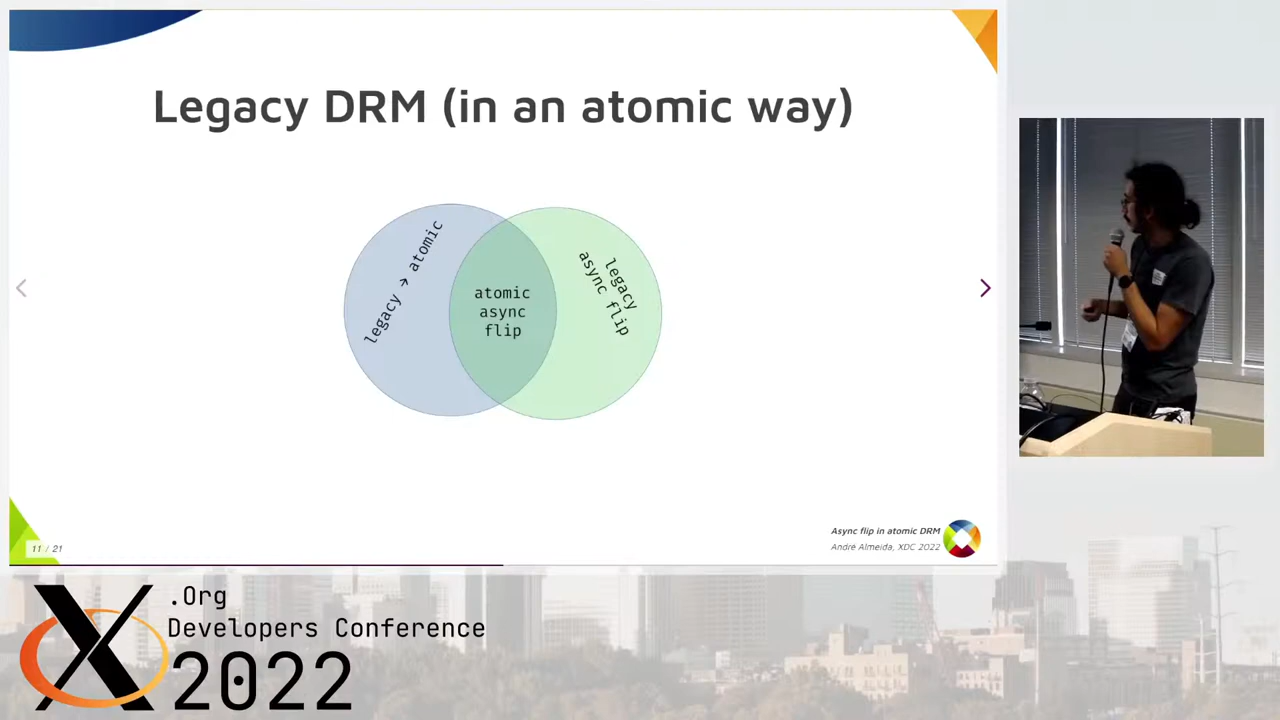 Legacy DRM (in an atomic way)
legacy → atomic
atomic
async
flip
legacy
async flip
11 / 21
Async flip in atomic DRM
André Almeida, XDC 2022
X.Org
Developers Conference
2022